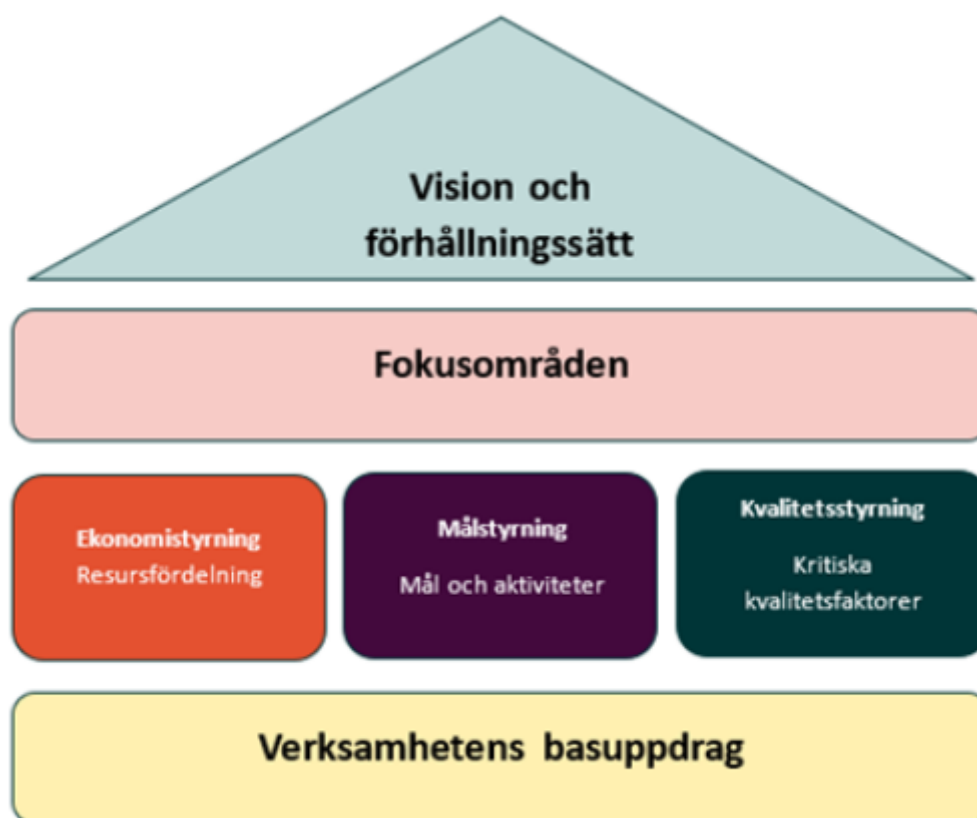 Vision och
förhållningssätt
Fokusområden
Ekonomistyrning
Resursfördelning
Målstyrning
Mål och aktiviteter
Kvalitetsstyrning
Kritiska
kvalitetsfaktorer
Verksamhetens basuppdrag